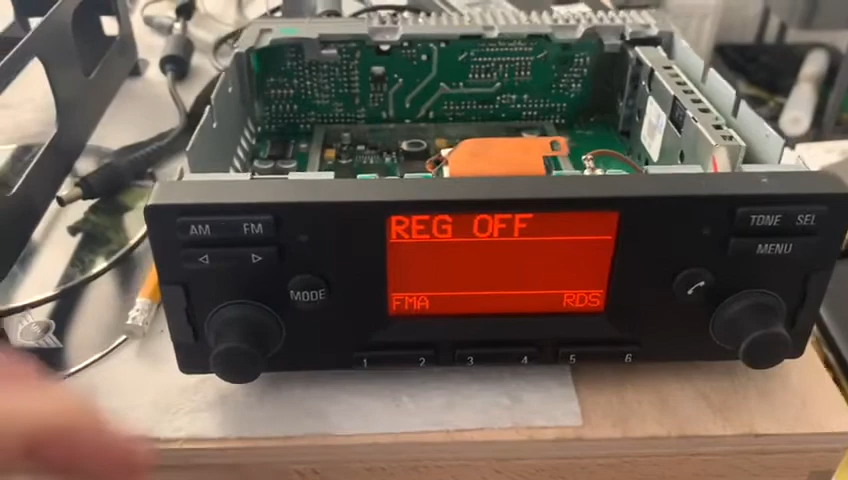 AM FM
MODE
REG OFF
FMA RDS
TONE SEL
MENU
1 2 3 4 5 6